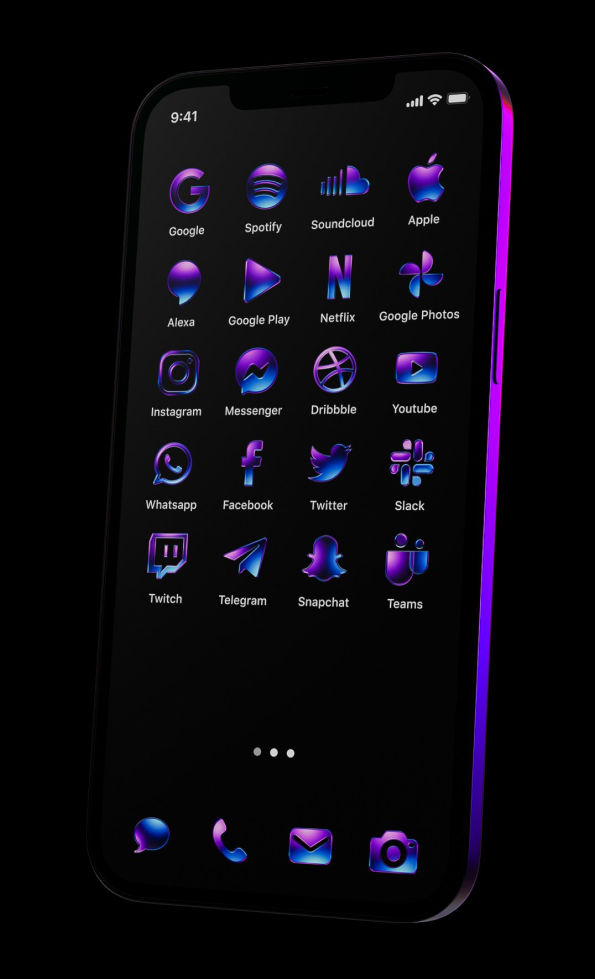 9:41
Google Spotify Soundcloud Apple
Alexa Google Play Netflix Google Photos
Instagram Messenger Dribbble Youtube
Whatsapp Facebook Twitter Slack
Twitch Telegram Snapchat Teams